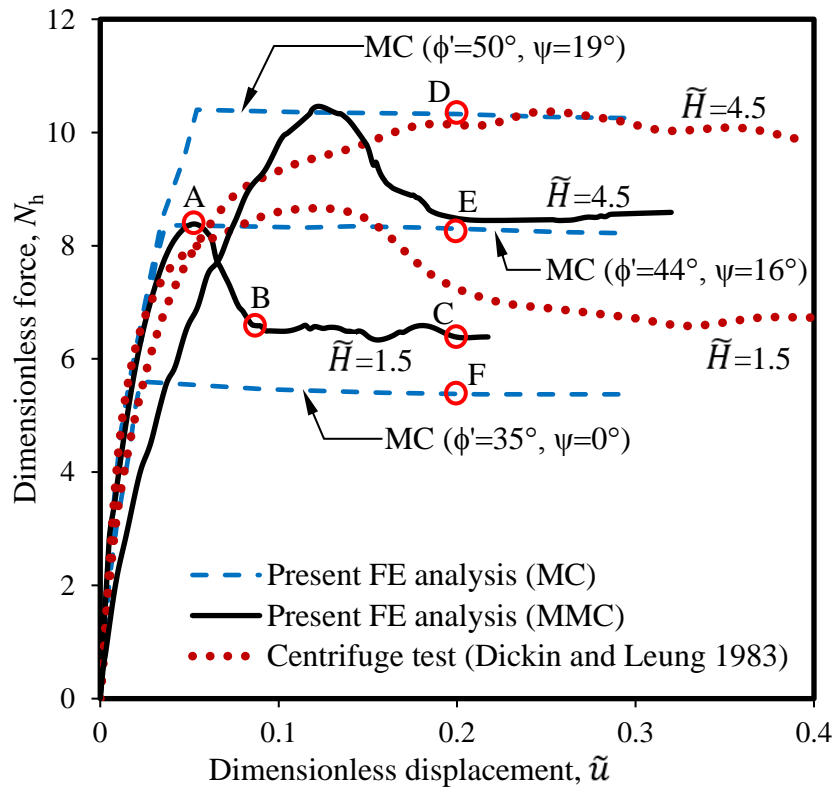 12
10
8
6
4
2
0
Dimensionless force, Nₕ
MC (ϕ'=50°, ψ=19°)
D
H̃=4.5
A
E
H̃=4.5
MC (ϕ'=44°, ψ=16°)
B
C
H̃=1.5
H̃=1.5
F
MC (ϕ'=35°, ψ=0°)
Present FE analysis (MC)
Present FE analysis (MMC)
Centrifuge test (Dickin and Leung 1983)
0
0.1
0.2
0.3
0.4
Dimensionless displacement, ũ